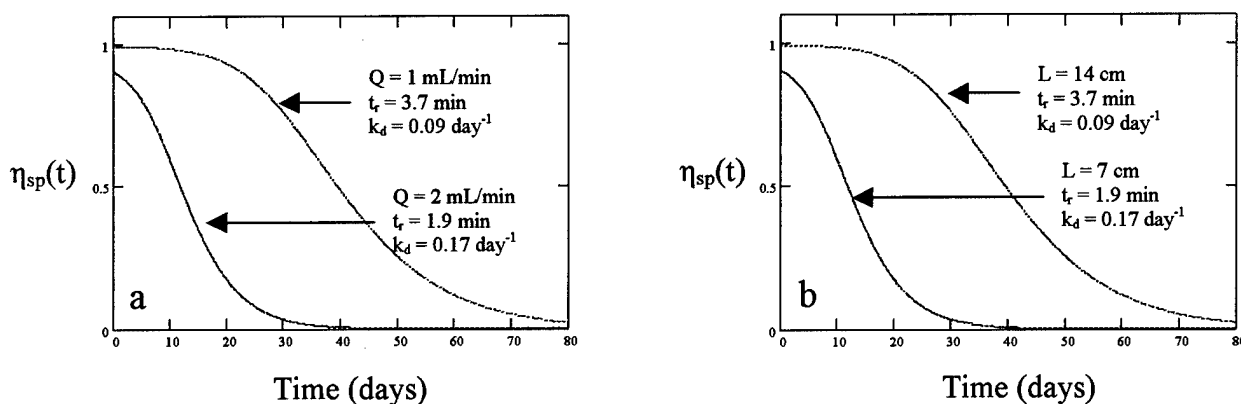 1
0.5
0
η_sp(t)
Q = 1 mL/min
t_r = 3.7 min
k_d = 0.09 day⁻¹
Q = 2 mL/min
t_r = 1.9 min
k_d = 0.17 day⁻¹
a
0 10 20 30 40 50 60 70 80
Time (days)
1
0.5
0
η_sp(t)
L = 14 cm
t_r = 3.7 min
k_d = 0.09 day⁻¹
L = 7 cm
t_r = 1.9 min
k_d = 0.17 day⁻¹
b
0 10 20 30 40 50 60 70 80
Time (days)